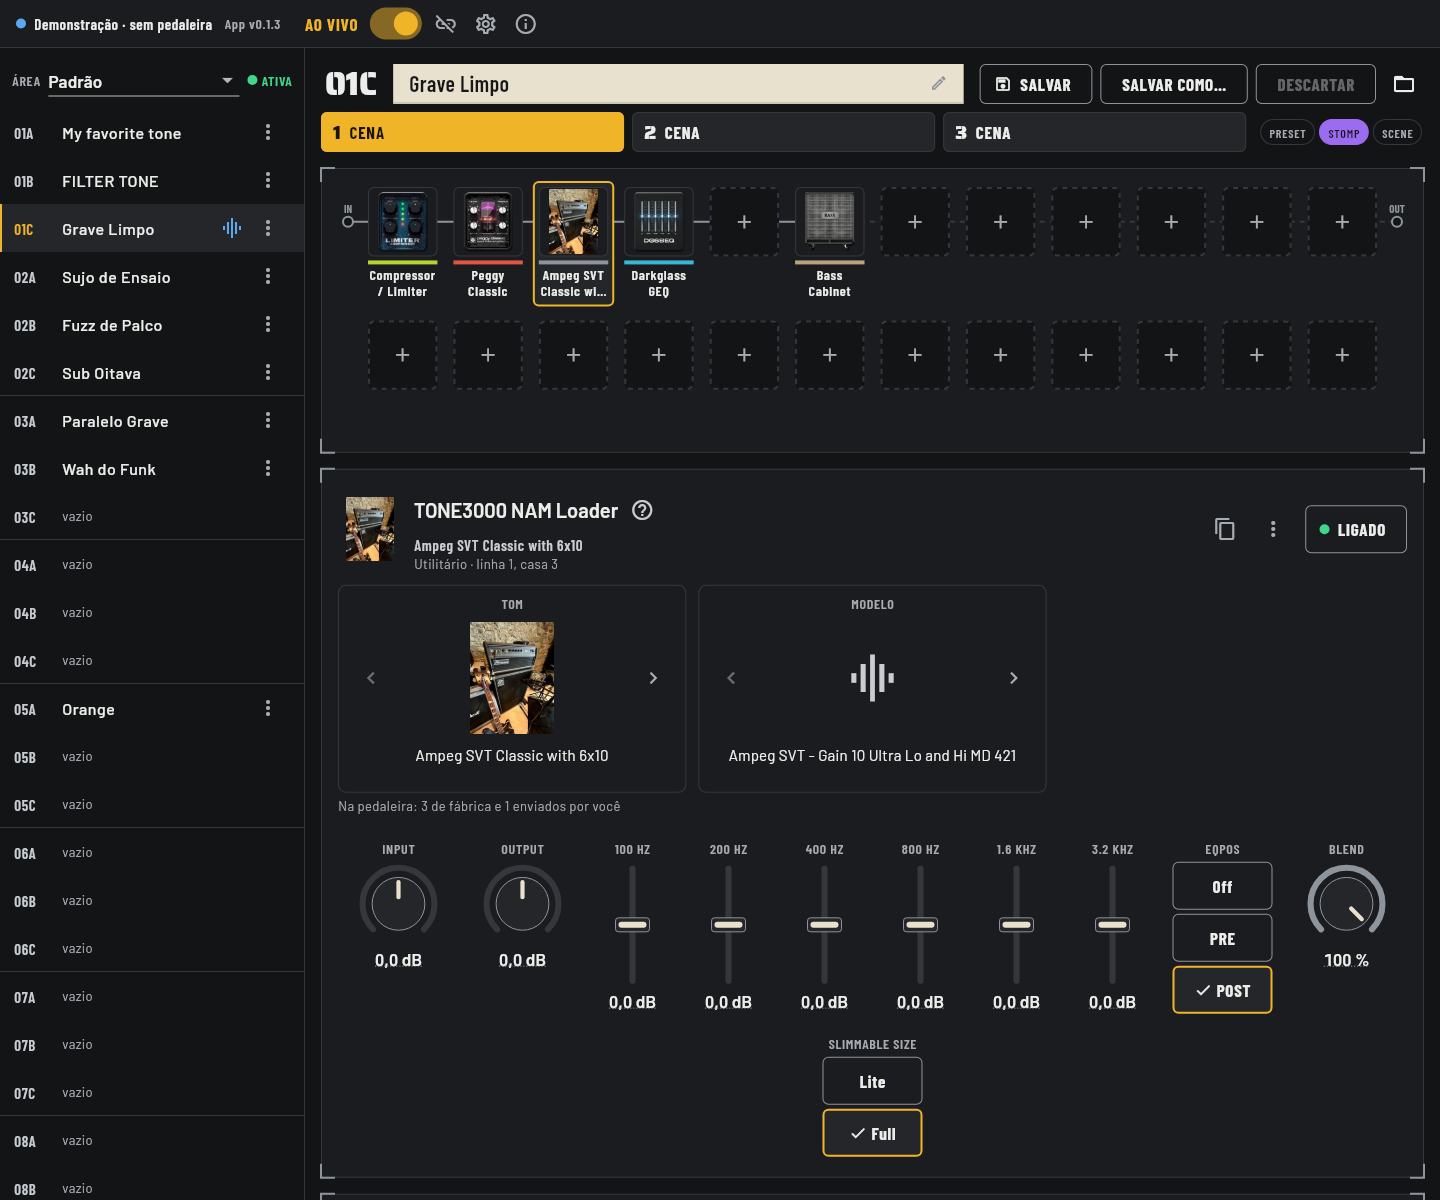 Demonstração · sem pedaleira App v0.1.3 AO VIVO
ÁREA Padrão ATIVA
01A My favorite tone
01B FILTER TONE
01C Grave Limpo
02A Sujo de Ensaio
02B Fuzz de Palco
02C Sub Oitava
03A Paralelo Grave
03B Wah do Funk
03C vazio
04A vazio
04B vazio
04C vazio
05A Orange
05B vazio
05C vazio
06A vazio
06B vazio
06C vazio
07A vazio
07B vazio
07C vazio
08A vazio
08B vazio
01C Grave Limpo SALVAR SALVAR COMO... DESCARTAR
1 CENA 2 CENA 3 CENA PRESET STOMP SCENE
IN OUT
LIMITER DG6SEQ BASS
Compressor / Limiter
Peggy Classic
Ampeg SVT Classic wi...
Darkglass GEQ
Bass Cabinet
TONE3000 NAM Loader
Ampeg SVT Classic with 6x10
Utilitário · linha 1, casa 3
LIGADO
TOM MODELO
Ampeg SVT Classic with 6x10
Ampeg SVT - Gain 10 Ultra Lo and Hi MD 421
Na pedaleira: 3 de fábrica e 1 enviados por você
INPUT OUTPUT 100 HZ 200 HZ 400 HZ 800 HZ 1.6 KHZ 3.2 KHZ EQPOS BLEND
Off
PRE
POST
0,0 dB 0,0 dB 100 %
0,0 dB 0,0 dB 0,0 dB 0,0 dB 0,0 dB 0,0 dB
SLIMMABLE SIZE
Lite
Full